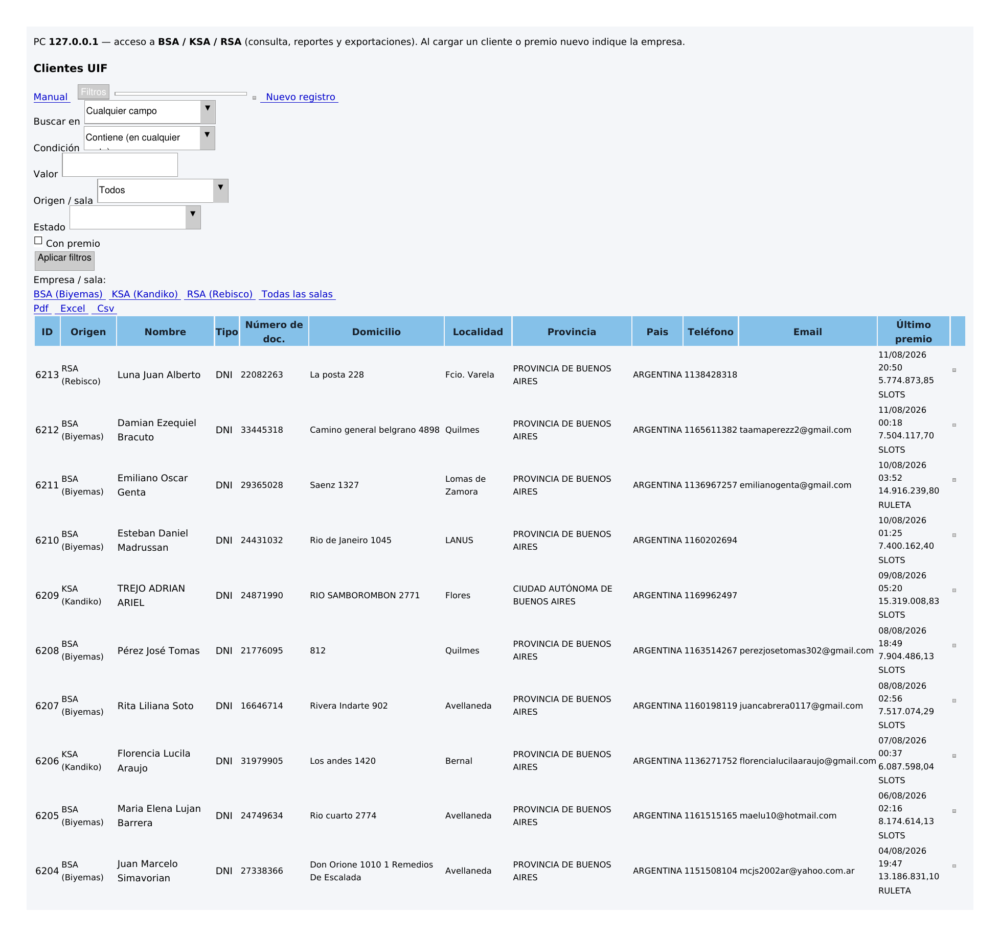 PC 127.0.0.1 — acceso a BSA / KSA / RSA (consulta, reportes y exportaciones). Al cargar un cliente o premio nuevo indique la empresa.
Clientes UIF
Manual Filtros Nuevo registro
Buscar en Cualquier campo ▼
Condición Contiene (en cualquier ▼
Valor
Origen / sala Todos ▼
Estado ▼
Con premio
Aplicar filtros
Empresa / sala:
BSA (Biyemas) KSA (Kandiko) RSA (Rebisco) Todas las salas
Pdf Excel Csv
ID Origen Nombre Tipo Número de doc. Domicilio Localidad Provincia Pais Teléfono Email Último premio
6213 RSA (Rebisco) Luna Juan Alberto DNI 22082263 La posta 228 Fcio. Varela PROVINCIA DE BUENOS AIRES ARGENTINA 1138428318 11/08/2026 20:50 5.774.873,85 SLOTS
6212 BSA (Biyemas) Damian Ezequiel Bracuto DNI 33445318 Camino general belgrano 4898 Quilmes PROVINCIA DE BUENOS AIRES ARGENTINA 1165611382 taamaperezz2@gmail.com 11/08/2026 00:18 7.504.117,70 SLOTS
6211 BSA (Biyemas) Emiliano Oscar Genta DNI 29365028 Saenz 1327 Lomas de Zamora PROVINCIA DE BUENOS AIRES ARGENTINA 1136967257 emilianogenta@gmail.com 10/08/2026 03:52 14.916.239,80 RULETA
6210 BSA (Biyemas) Esteban Daniel Madrussan DNI 24431032 Rio de Janeiro 1045 LANUS PROVINCIA DE BUENOS AIRES ARGENTINA 1160202694 10/08/2026 01:25 7.400.162,40 SLOTS
6209 KSA (Kandiko) TREJO ADRIAN ARIEL DNI 24871990 RIO SAMBOROMBON 2771 Flores CIUDAD AUTÓNOMA DE BUENOS AIRES ARGENTINA 1169962497 09/08/2026 05:20 15.319.008,83 SLOTS
6208 BSA (Biyemas) Pérez José Tomas DNI 21776095 812 Quilmes PROVINCIA DE BUENOS AIRES ARGENTINA 1163514267 perezjosetomas302@gmail.com 08/08/2026 18:49 7.904.486,13 SLOTS
6207 BSA (Biyemas) Rita Liliana Soto DNI 16646714 Rivera Indarte 902 Avellaneda PROVINCIA DE BUENOS AIRES ARGENTINA 1160198119 juancabrera0117@gmail.com 08/08/2026 02:56 7.517.074,29 SLOTS
6206 KSA (Kandiko) Florencia Lucila Araujo DNI 31979905 Los andes 1420 Bernal PROVINCIA DE BUENOS AIRES ARGENTINA 1136271752 florencialucilaaraujo@gmail.com 07/08/2026 00:37 6.087.598,04 SLOTS
6205 BSA (Biyemas) Maria Elena Lujan Barrera DNI 24749634 Rio cuarto 2774 Avellaneda PROVINCIA DE BUENOS AIRES ARGENTINA 1161515165 maelu10@hotmail.com 06/08/2026 02:16 8.174.614,13 SLOTS
6204 BSA (Biyemas) Juan Marcelo Simavorian DNI 27338366 Don Orione 1010 1 Remedios De Escalada Avellaneda PROVINCIA DE BUENOS AIRES ARGENTINA 1151508104 mcjs2002ar@yahoo.com.ar 04/08/2026 19:47 13.186.831,10 RULETA